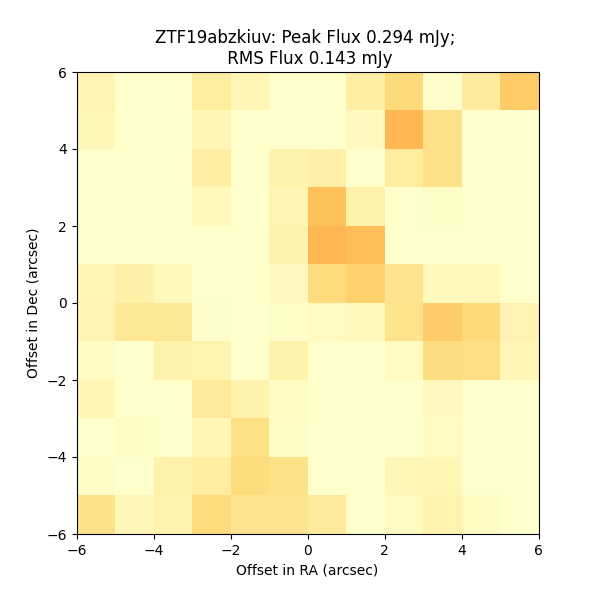 ZTF19abzkiuv: Peak Flux 0.294 mJy;
RMS Flux 0.143 mJy
6
4
2
0
−2
−4
−6
Offset in Dec (arcsec)
−6 −4 −2 0 2 4 6
Offset in RA (arcsec)